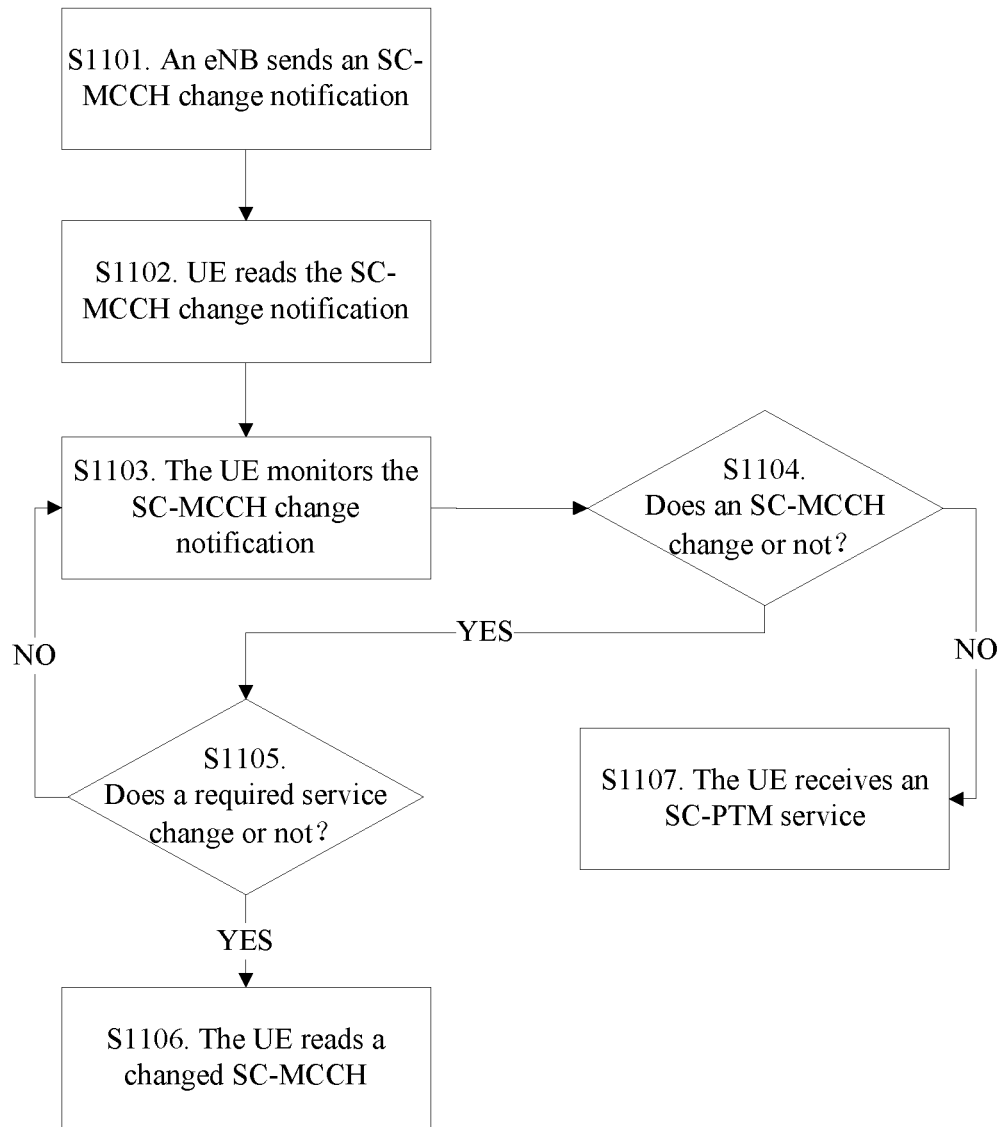 S1101. An eNB sends an SC-
MCCH change notification
S1102. UE reads the SC-
MCCH change notification
S1103. The UE monitors the
SC-MCCH change
notification
S1104.
Does an SC-MCCH
change or not?
YES
NO
NO
S1105.
Does a required service
change or not?
S1107. The UE receives an
SC-PTM service
YES
S1106. The UE reads a
changed SC-MCCH